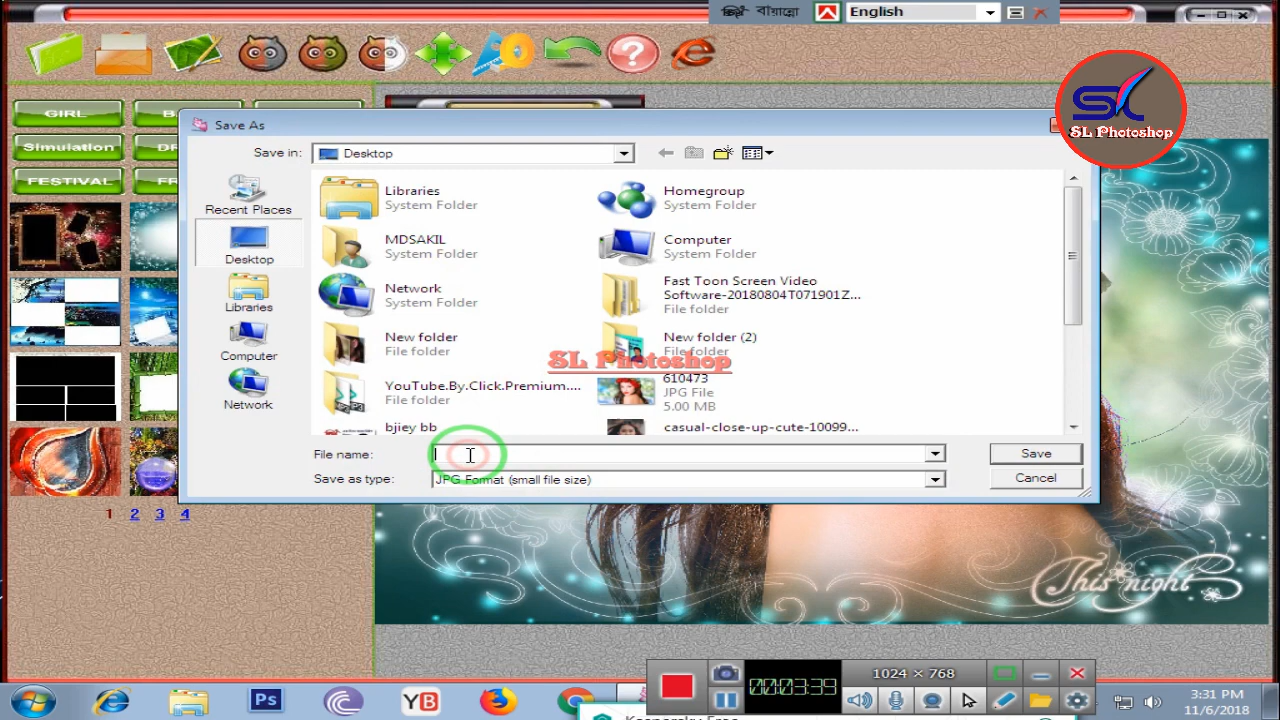 বায়ান্নো
English
GIRL
Simulation
FESTIVAL
Save As
Save in:
Desktop
Recent Places
Desktop
Libraries
Computer
Network
Libraries
System Folder
Homegroup
System Folder
MDSAKIL
System Folder
Computer
System Folder
Network
System Folder
Fast Toon Screen Video
Software-20180804T071901Z...
File folder
New folder
File folder
New folder (2)
File folder
SL Photoshop
YouTube.By.Click.Premium....
File folder
610473
JPG File
5.00 MB
bjiey bb
casual-close-up-cute-10099...
File name:
Save
Save as type:
JPG Format (small file size)
Cancel
SL Photoshop
1 2 3 4
This night
00:03:39
1024 × 768
Ps
YB
3:31 PM
11/6/2018